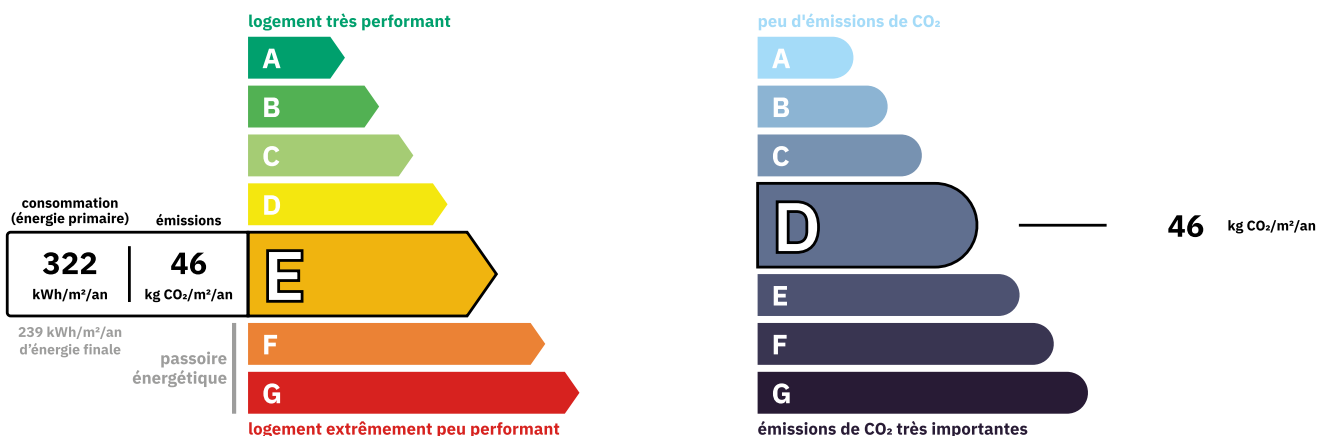 logement très performant
A
B
C
D
consommation
(énergie primaire)
émissions
322
kWh/m²/an
46
kg CO₂/m²/an
E
239 kWh/m²/an
d'énergie finale
passoire
énergétique
F
G
logement extrêmement peu performant
peu d'émissions de CO₂
A
B
C
D
46
kg CO₂/m²/an
E
F
G
émissions de CO₂ très importantes